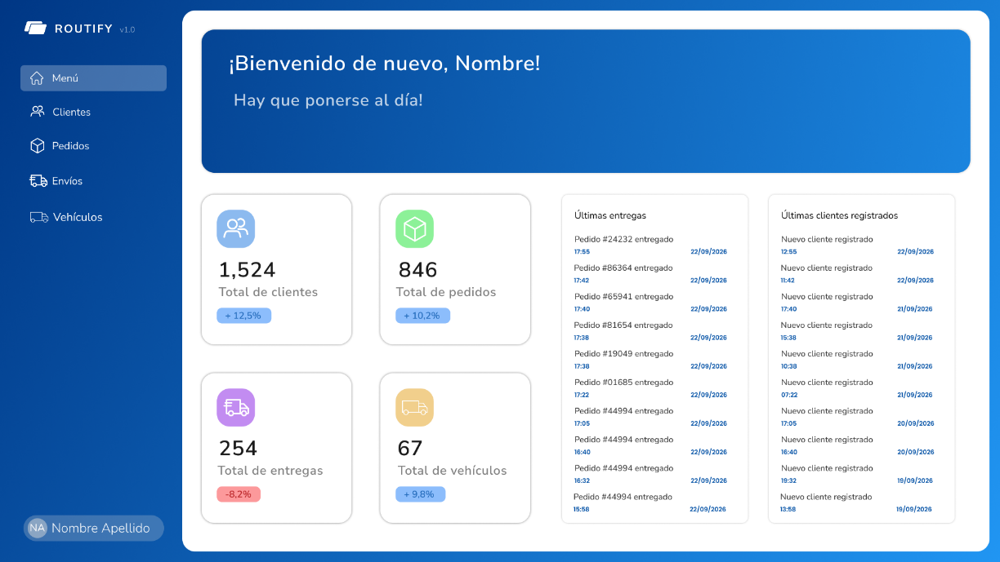 ROUTIFY v1.0
Menú
Clientes
Pedidos
Envíos
Vehículos
NA Nombre Apellido
¡Bienvenido de nuevo, Nombre!
Hay que ponerse al día!
1,524
Total de clientes
+ 12,5%
846
Total de pedidos
+ 10,2%
254
Total de entregas
-8,2%
67
Total de vehículos
+ 9,8%
Últimas entregas
Pedido #24232 entregado
17:55 22/09/2026
Pedido #86364 entregado
17:42 22/09/2026
Pedido #65941 entregado
17:40 22/09/2026
Pedido #81654 entregado
17:38 22/09/2026
Pedido #19049 entregado
17:38 22/09/2026
Pedido #01685 entregado
17:22 22/09/2026
Pedido #44994 entregado
17:05 22/09/2026
Pedido #44994 entregado
16:40 22/09/2026
Pedido #44994 entregado
16:32 22/09/2026
Pedido #44994 entregado
15:58 22/09/2026
Últimas clientes registrados
Nuevo cliente registrado
12:55 22/09/2026
Nuevo cliente registrado
11:42 22/09/2026
Nuevo cliente registrado
17:40 21/09/2026
Nuevo cliente registrado
15:38 21/09/2026
Nuevo cliente registrado
10:38 21/09/2026
Nuevo cliente registrado
07:22 21/09/2026
Nuevo cliente registrado
17:05 20/09/2026
Nuevo cliente registrado
16:40 20/09/2026
Nuevo cliente registrado
19:32 19/09/2026
Nuevo cliente registrado
13:58 19/09/2026